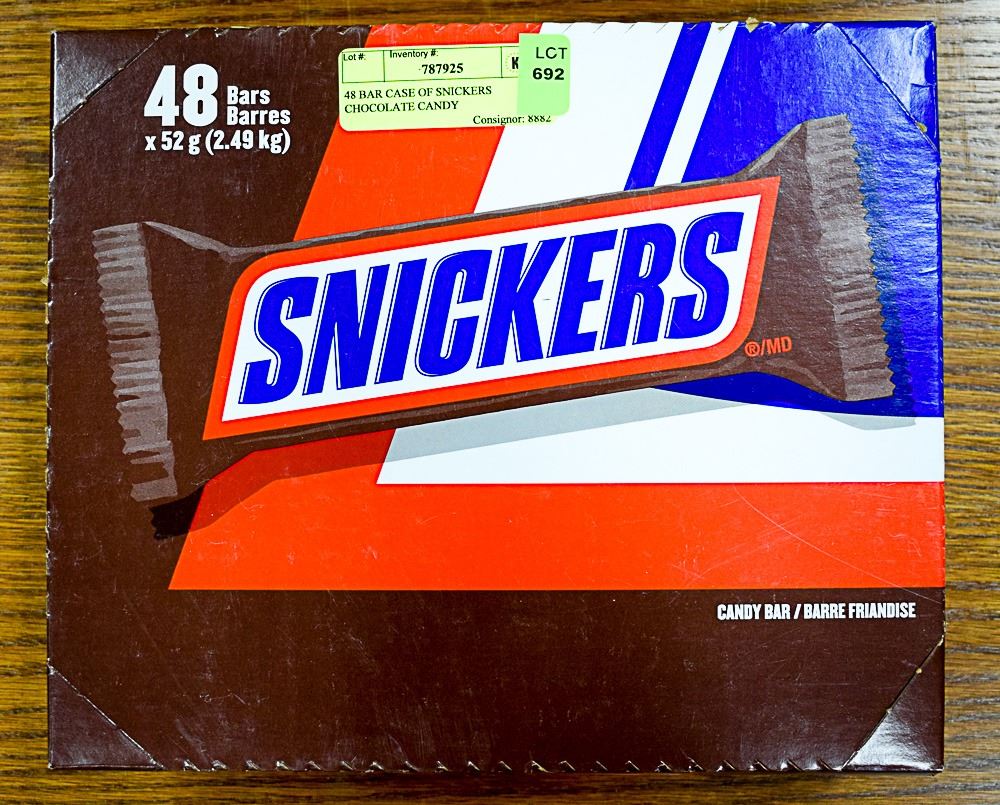 48 Bars
Barres
x 52 g (2.49 kg)
Lot #:
Inventory #:
787925
K
LCT
692
48 BAR CASE OF SNICKERS
CHOCOLATE CANDY
Consignor: 8882
SNICKERS
®/MD
CANDY BAR / BARRE FRIANDISE